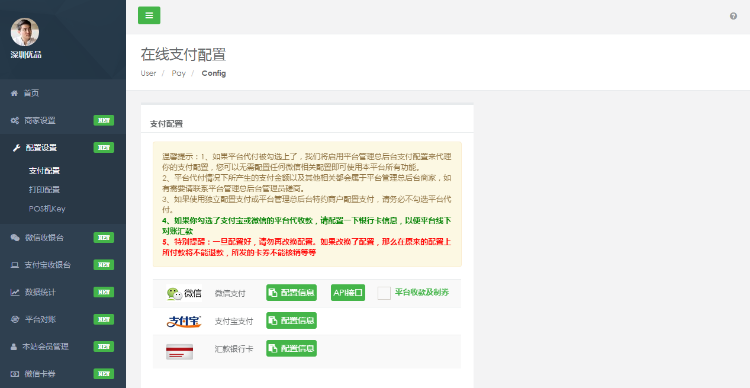 深圳优品
首页
商家设置 NEW
配置设置 NEW
支付配置
打印配置
POS机Key
微信收银台 NEW
支付宝收银台 NEW
数据统计 NEW
平台对账 NEW
本站会员管理 NEW
微信卡券 NEW
在线支付配置
User / Pay / Config
支付配置
温馨提示：1、如果平台代付被勾选上了，我们将启用平台管理总后台支付配置来代理
你的支付配置，您可以无需配置任何微信相关配置即可使用本平台所有功能。
2、平台代付情况下所产生的支付金额以及其他相关都会属于平台管理总后台商家，如
有需要请联系平台管理总后台管理员磋商。
3、如果使用独立配置支付或平台管理总后台特约商户配置支付，请务必不勾选平台代
付。
4、如果你勾选了支付宝或微信的平台代收款，请配置一下银行卡信息，以便平台线下
对账汇款
5、特别提醒：一旦配置好，请勿再改换配置。如果改换了配置，那么在原来的配置上
所付款将不能退款，所发的卡券不能核销等等
微信 微信支付 配置信息 API接口 平台收款及制券
支付宝 支付宝支付 配置信息
汇款银行卡 配置信息